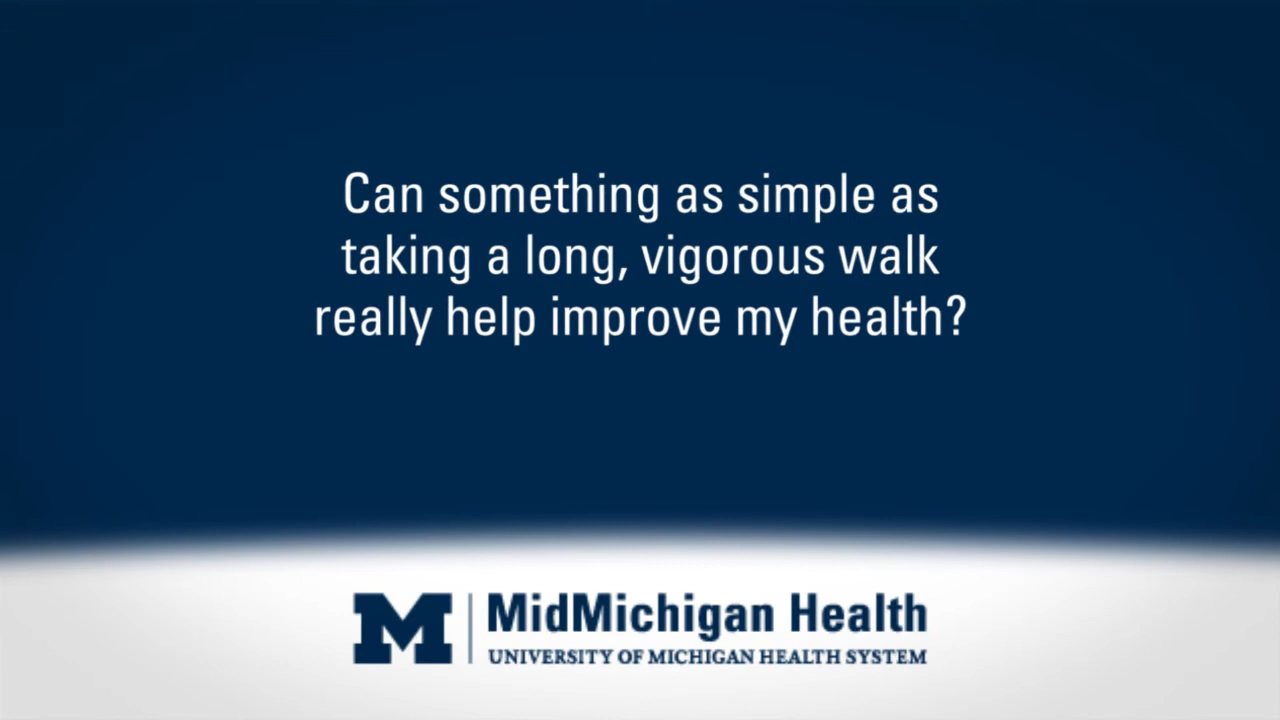 Can something as simple as
taking a long, vigorous walk
really help improve my health?
M MidMichigan Health
UNIVERSITY OF MICHIGAN HEALTH SYSTEM